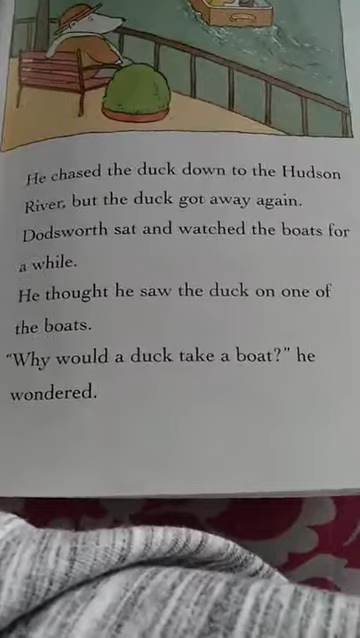 He chased the duck down to the Hudson
River, but the duck got away again.
Dodsworth sat and watched the boats for
a while.
He thought he saw the duck on one of
the boats.
“Why would a duck take a boat?” he
wondered.